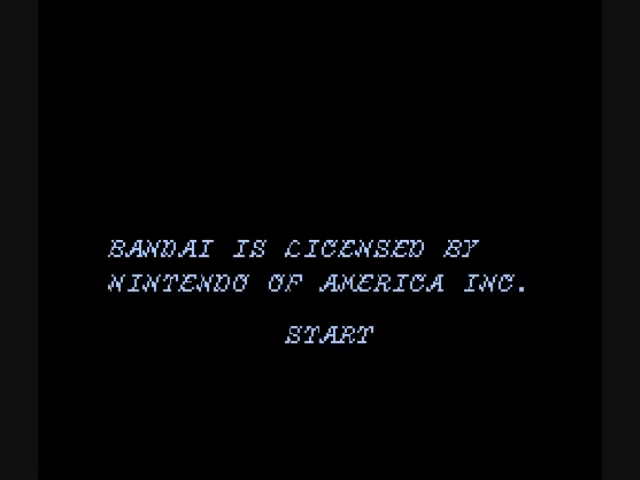 BANDAI IS LICENSED BY
NINTENDO OF AMERICA INC.
START